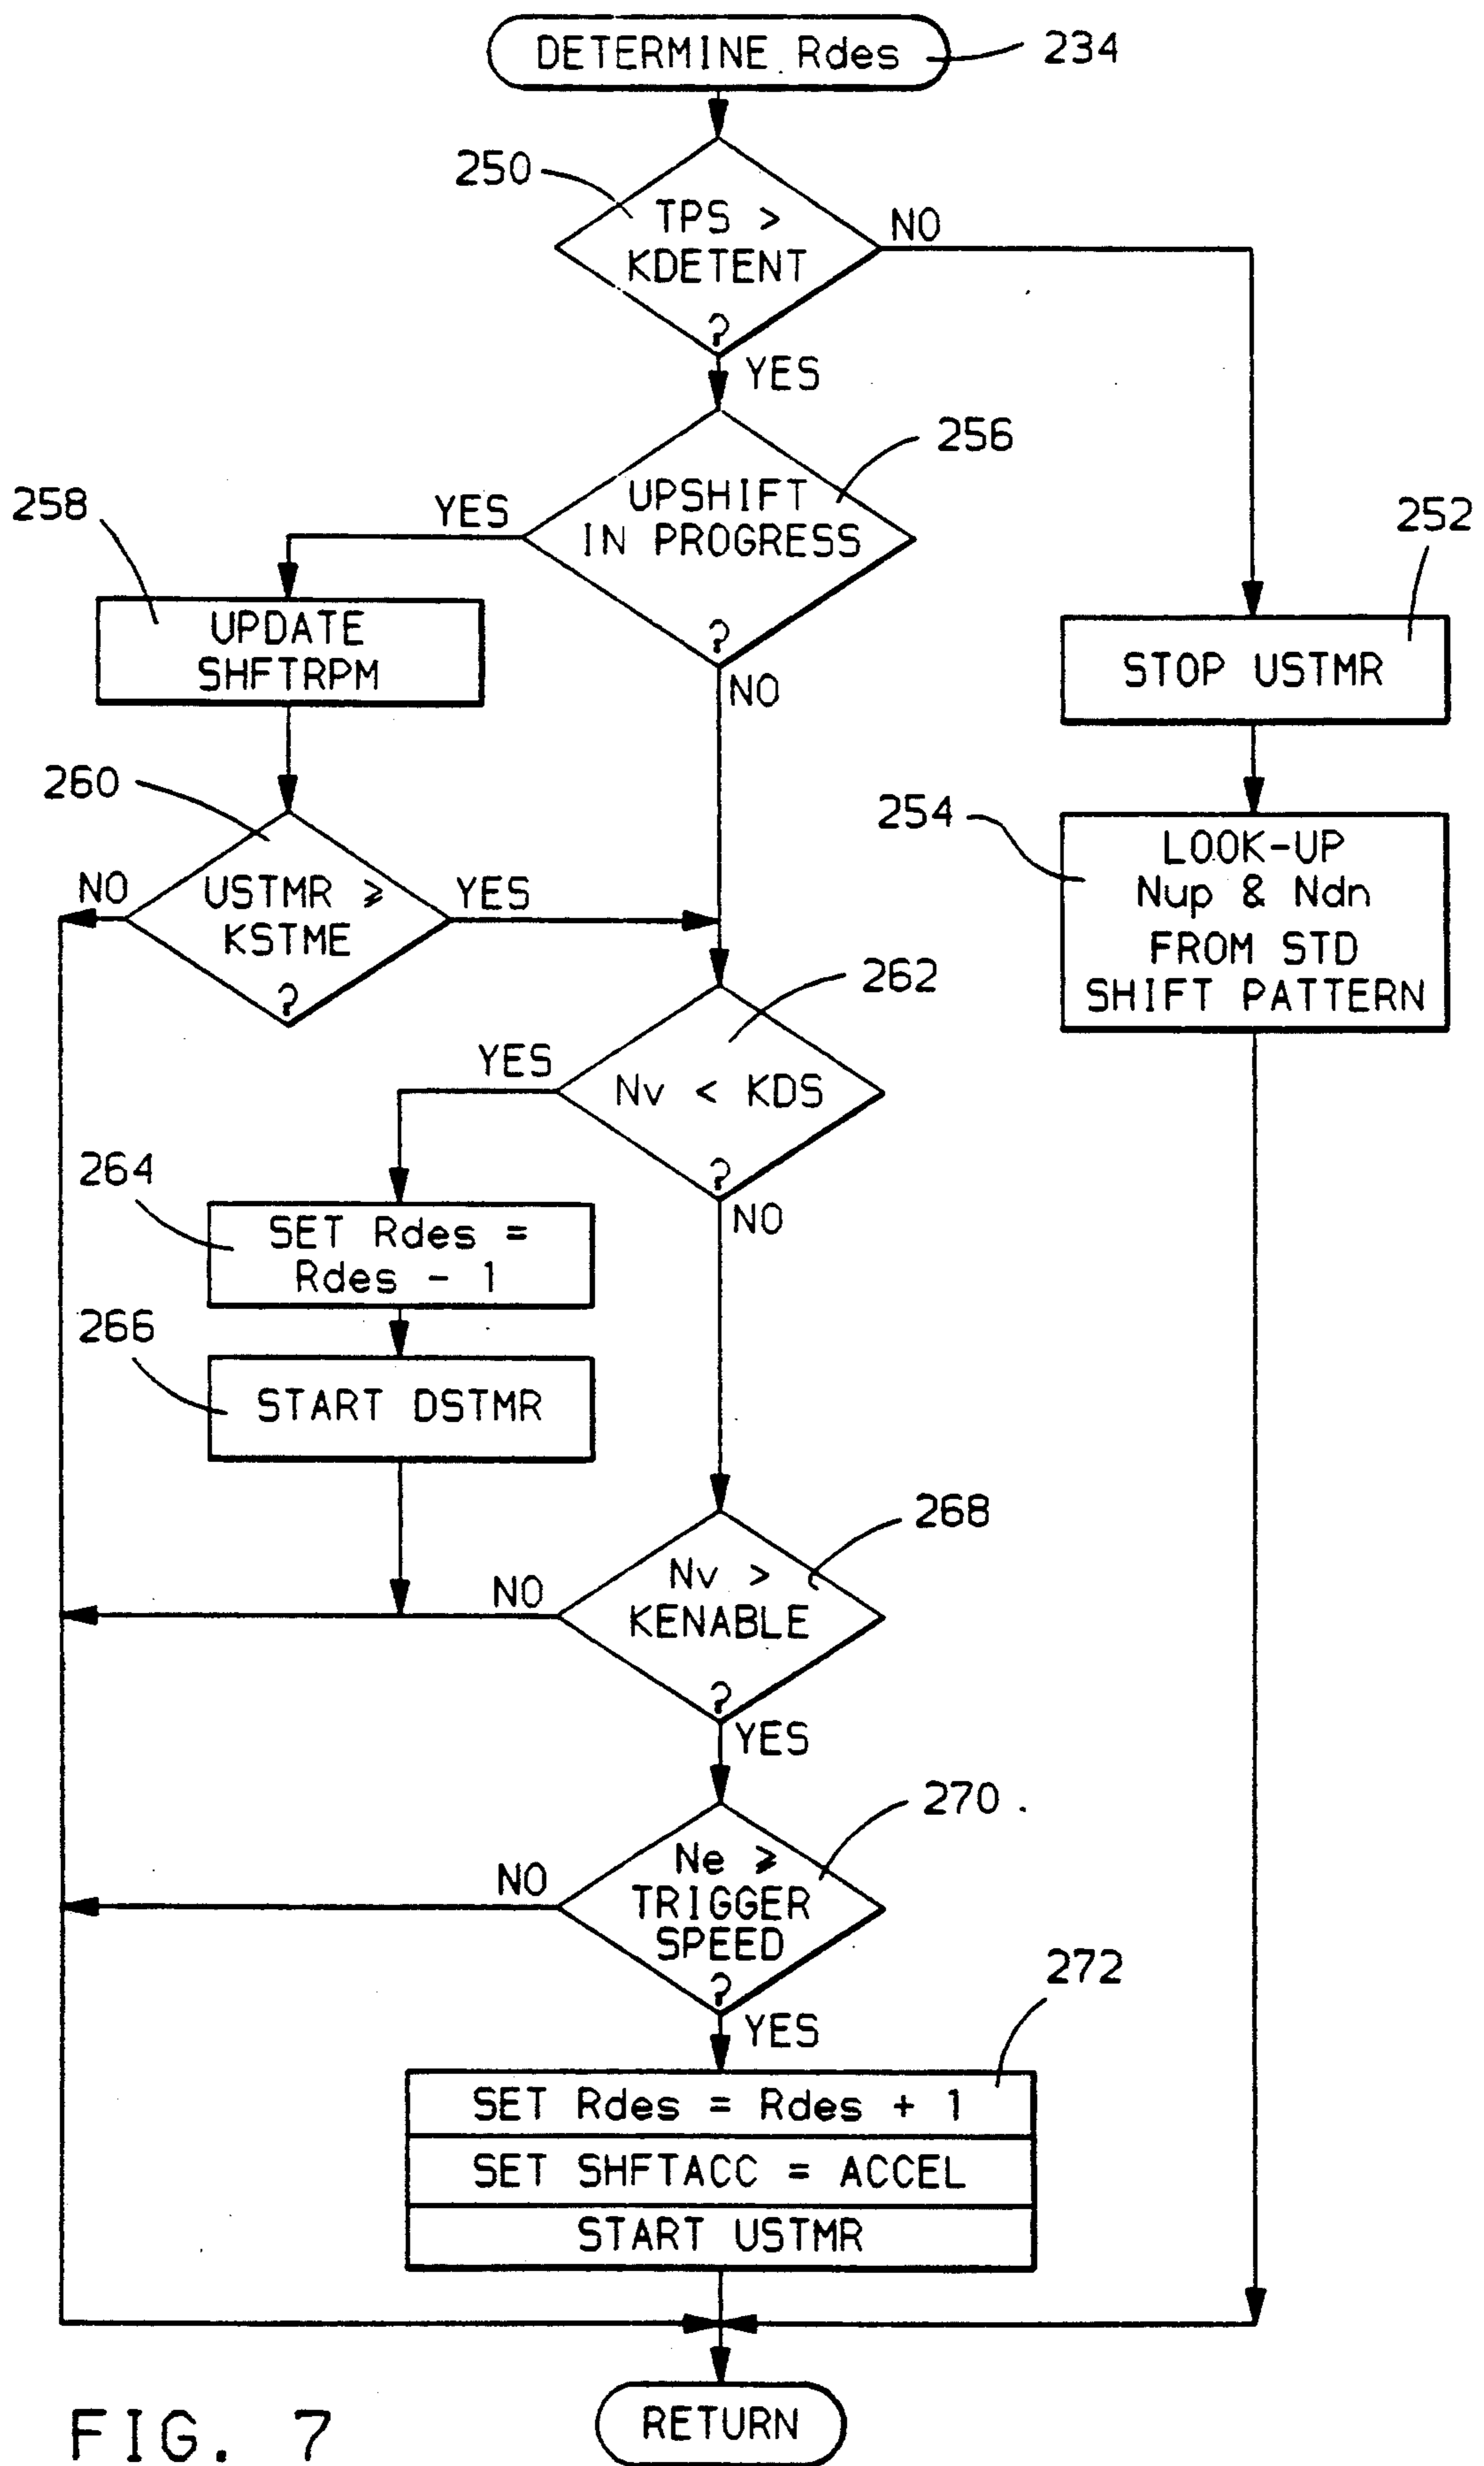 DETERMINE Rdes
234
250
TPS >
KDETENT
?
NO
YES
256
UPSHIFT
IN PROGRESS
?
YES
NO
258
UPDATE
SHFTRPM
252
STOP USTMR
260
USTMR ≥
KSTME
?
NO
YES
254
LOOK-UP
Nup & Ndn
FROM STD
SHIFT PATTERN
262
Nv < KDS
?
YES
NO
264
SET Rdes =
Rdes - 1
266
START DSTMR
268
Nv >
KENABLE
?
NO
YES
270
Ne ≥
TRIGGER
SPEED
?
NO
YES
272
SET Rdes = Rdes + 1
SET SHFTACC = ACCEL
START USTMR
RETURN
FIG. 7